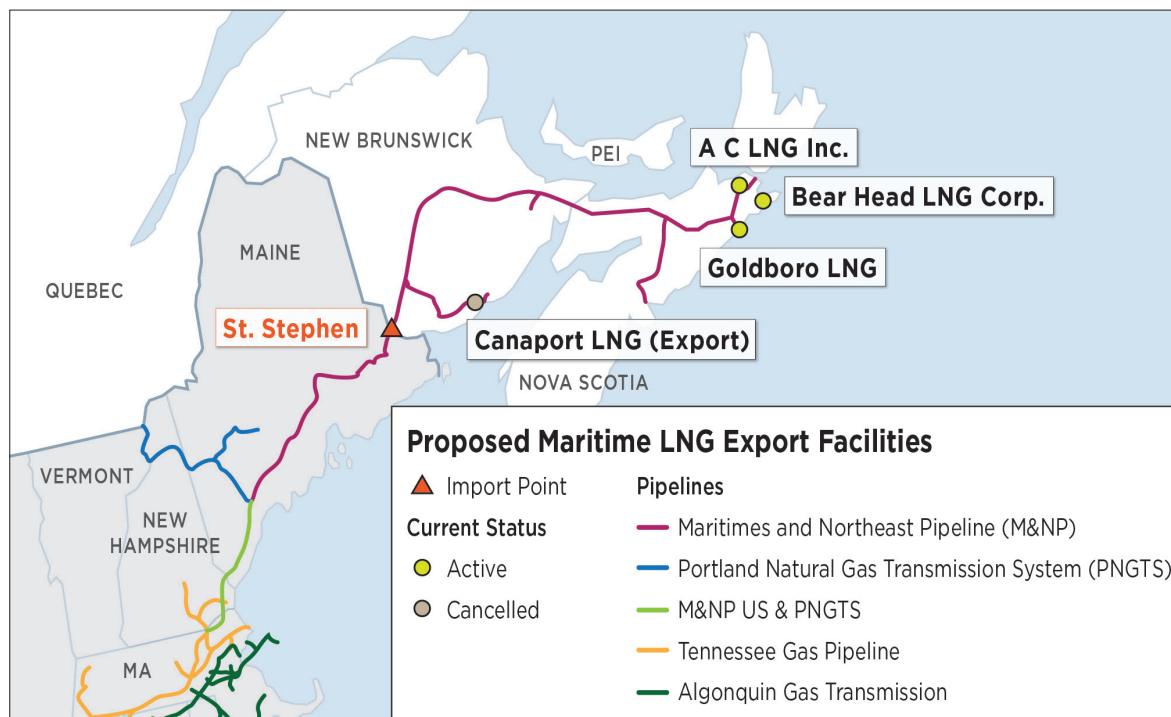 NEW BRUNSWICK
PEI
A C LNG Inc.
Bear Head LNG Corp.
MAINE
Goldboro LNG
QUEBEC
St. Stephen
Canaport LNG (Export)
NOVA SCOTIA
VERMONT
NEW
HAMPSHIRE
MA
Proposed Maritime LNG Export Facilities
Import Point
Current Status
Active
Cancelled
Pipelines
Maritimes and Northeast Pipeline (M&NP)
Portland Natural Gas Transmission System (PNGTS)
M&NP US & PNGTS
Tennessee Gas Pipeline
Algonquin Gas Transmission